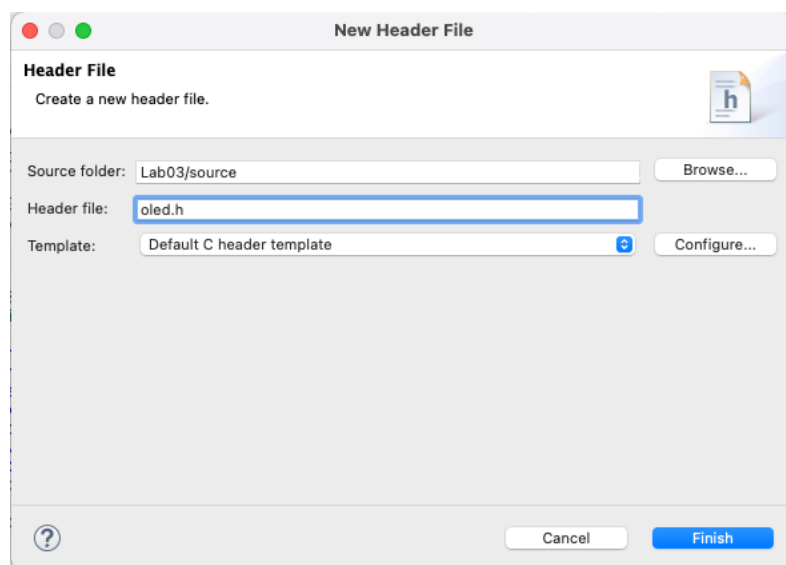 New Header File
Header File
Create a new header file.
h
Source folder: Lab03/source Browse...
Header file: oled.h
Template: Default C header template Configure...
? Cancel Finish